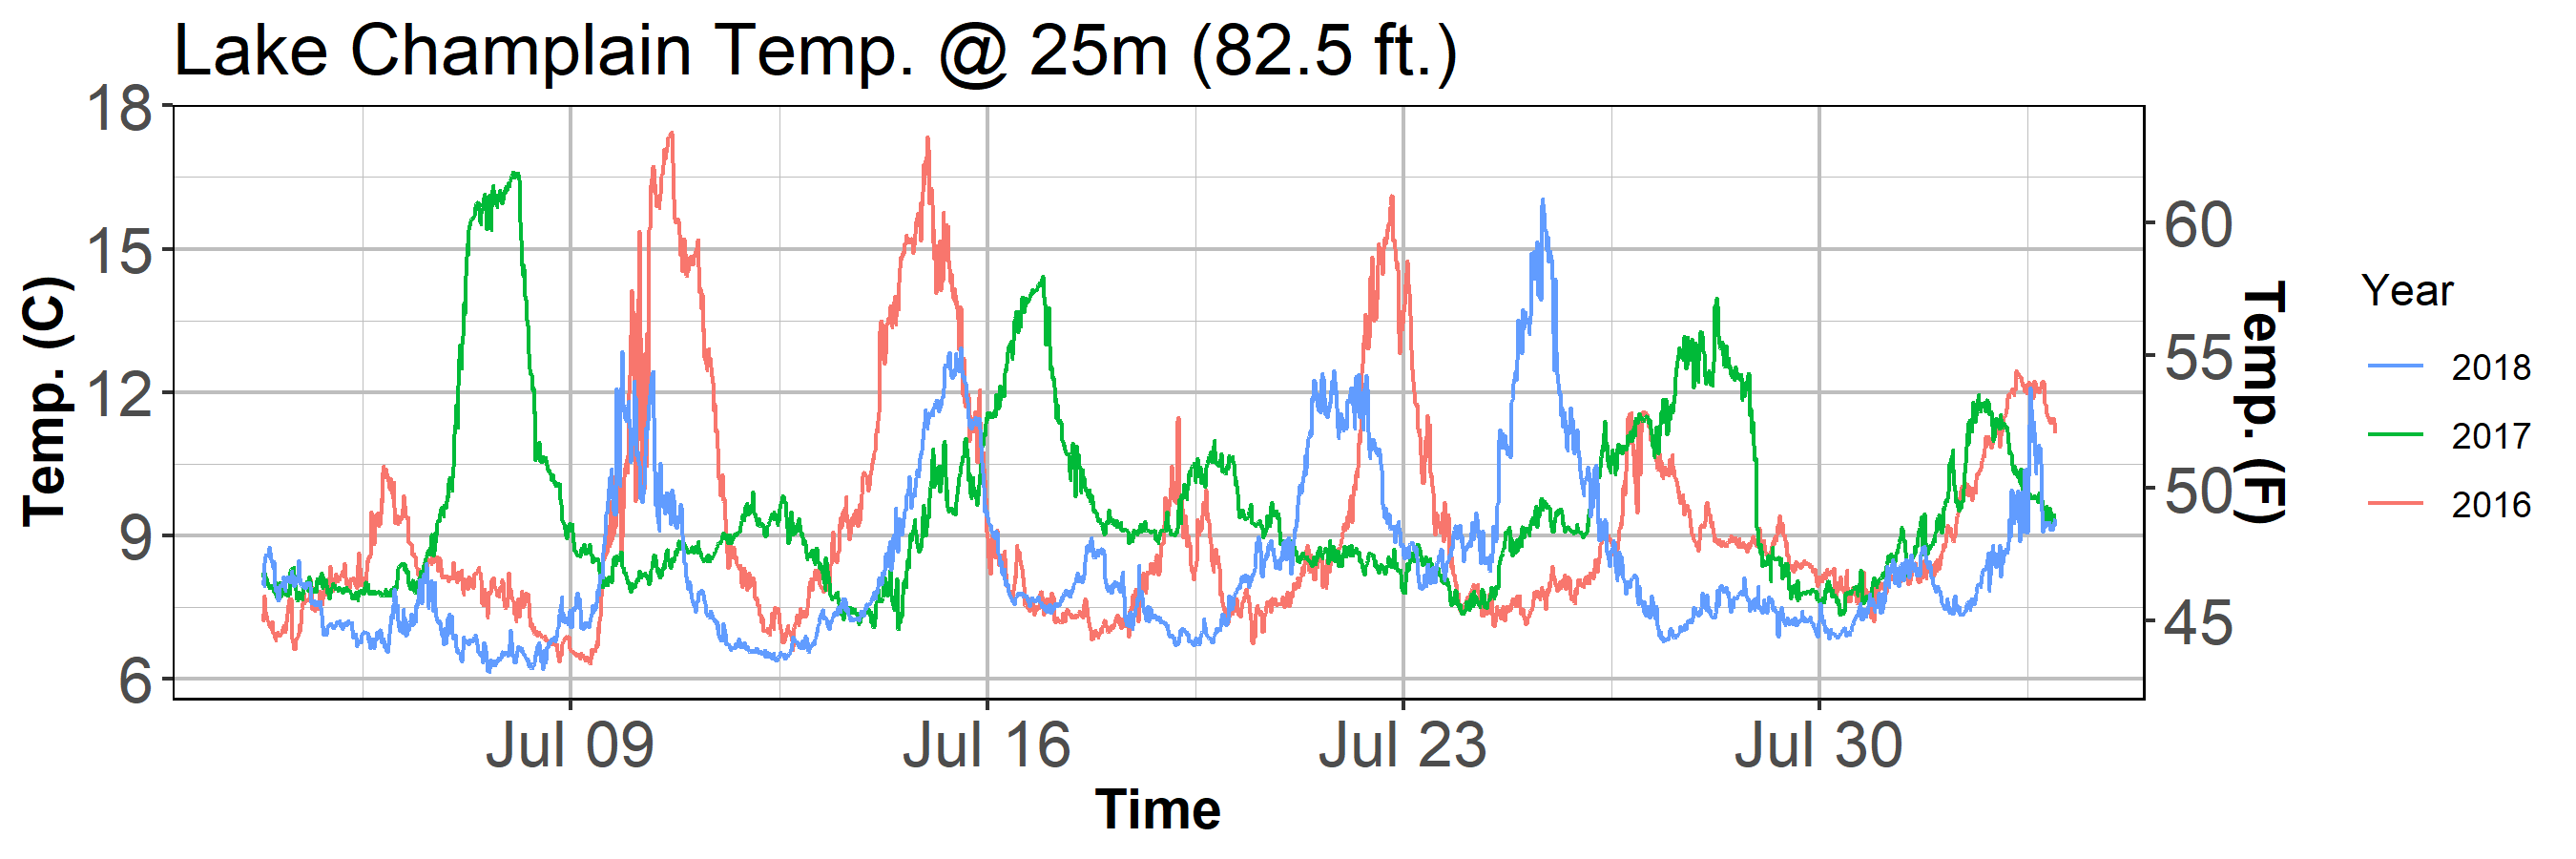 Lake Champlain Temp. @ 25m (82.5 ft.)
Temp. (C)
18
15
12
9
6
60
55
50
45
Temp. (F)
Jul 09 Jul 16 Jul 23 Jul 30
Time
Year
2018
2017
2016